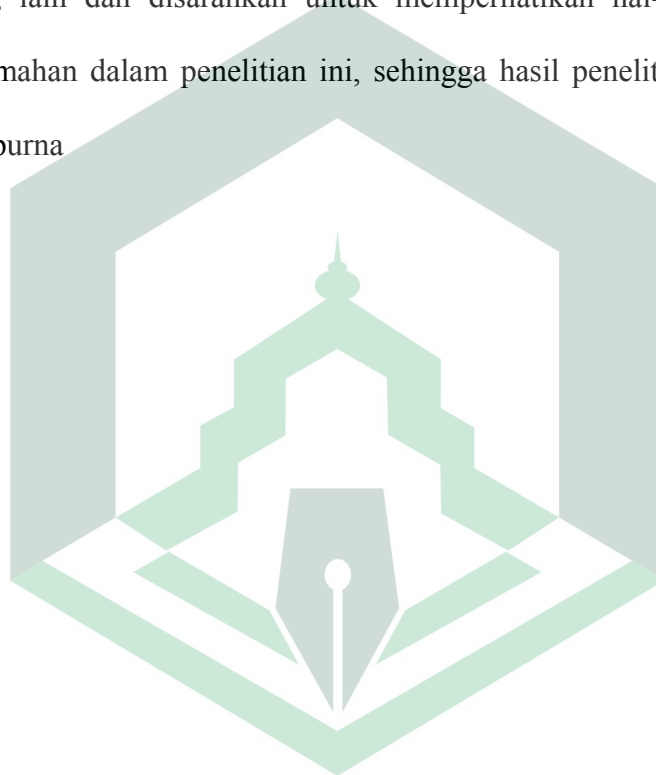 lain dan disarankan untuk memperhatikan hal-
mahan dalam penelitian ini, sehingga hasil penelit
purna